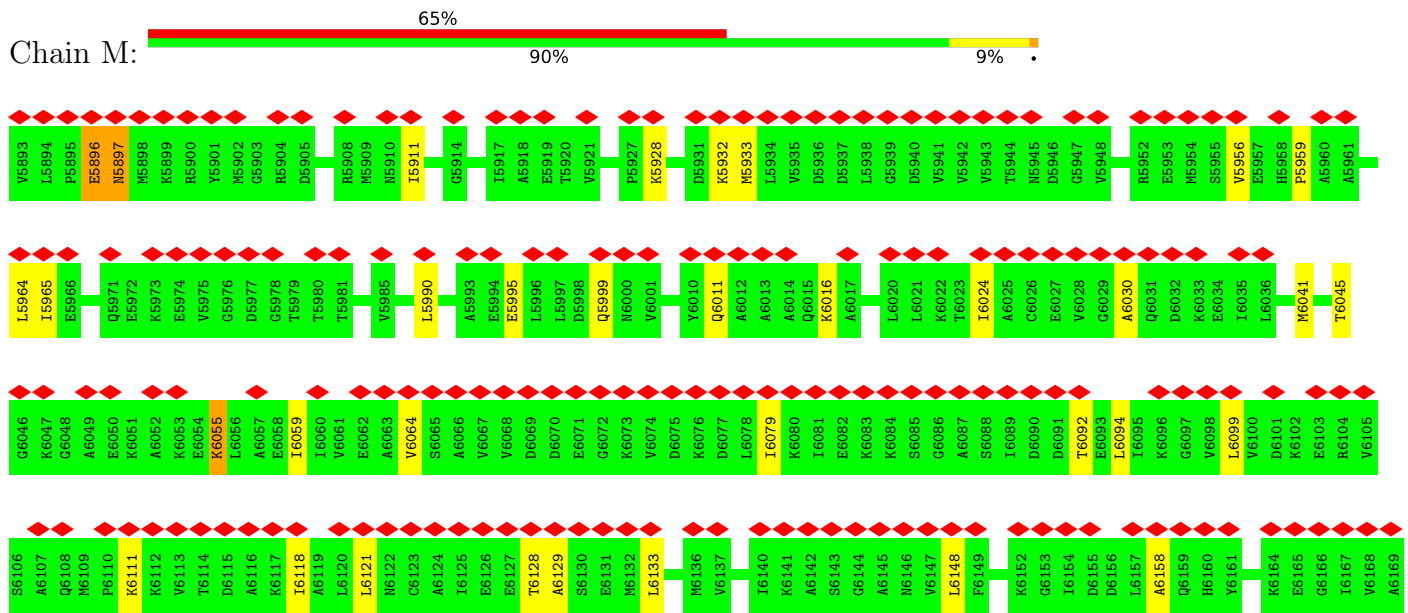 65%
Chain M:
90% 9% •
V5893 L5894 P5895 E5896 N5897 M5898 K5899 R5900 Y5901 M5902 G5903 R5904 D5905 R5908 M5909 N5910 I5911 G5914 I5917 A5918 E5919 T5920 V5921 P5927 K5928 D5931 K5932 M5933 L5934 V5935 D5936 D5937 L5938 G5939 D5940 V5941 V5942 V5943 T5944 N5945 D5946 G5947 V5948 R5952 E5953 M5954 S5955 V5956 E5957 H5958 P5959 A5960 A5961
L5964 I5965 E5966 Q5971 E5972 K5973 E5974 V5975 G5976 D5977 G5978 T5979 T5980 T5981 V5985 L5990 A5993 E5994 E5995 L5996 L5997 D5998 Q5999 N6000 V6001 Y6010 Q6011 A6012 A6013 A6014 Q6015 K6016 A6017 L6020 L6021 K6022 T6023 I6024 A6025 C6026 E6027 V6028 G6029 A6030 Q6031 D6032 K6033 E6034 I6035 L6036 M6041 T6045
G6046 K6047 G6048 A6049 E6050 K6051 A6052 K6053 E6054 K6055 L6056 A6057 E6058 I6059 I6060 V6061 E6062 A6063 V6064 S6065 A6066 V6067 V6068 D6069 D6070 E6071 G6072 K6073 V6074 D6075 K6076 D6077 L6078 I6079 K6080 I6081 E6082 K6083 K6084 S6085 G6086 A6087 S6088 I6089 D6090 D6091 T6092 E6093 L6094 I6095 K6096 G6097 V6098 L6099 V6100 D6101 K6102 E6103 R6104 V6105
S6106 A6107 Q6108 M6109 P6110 K6111 K6112 V6113 T6114 D6115 A6116 K6117 I6118 A6119 L6120 L6121 N6122 C6123 A6124 I6125 E6126 E6127 T6128 A6129 S6130 E6131 M6132 L6133 M6136 V6137 I6140 K6141 A6142 S6143 G6144 A6145 N6146 V6147 L6148 F6149 K6152 G6153 I6154 D6155 D6156 L6157 A6158 Q6159 H6160 Y6161 K6164 E6165 G6166 I6167 V6168 A6169